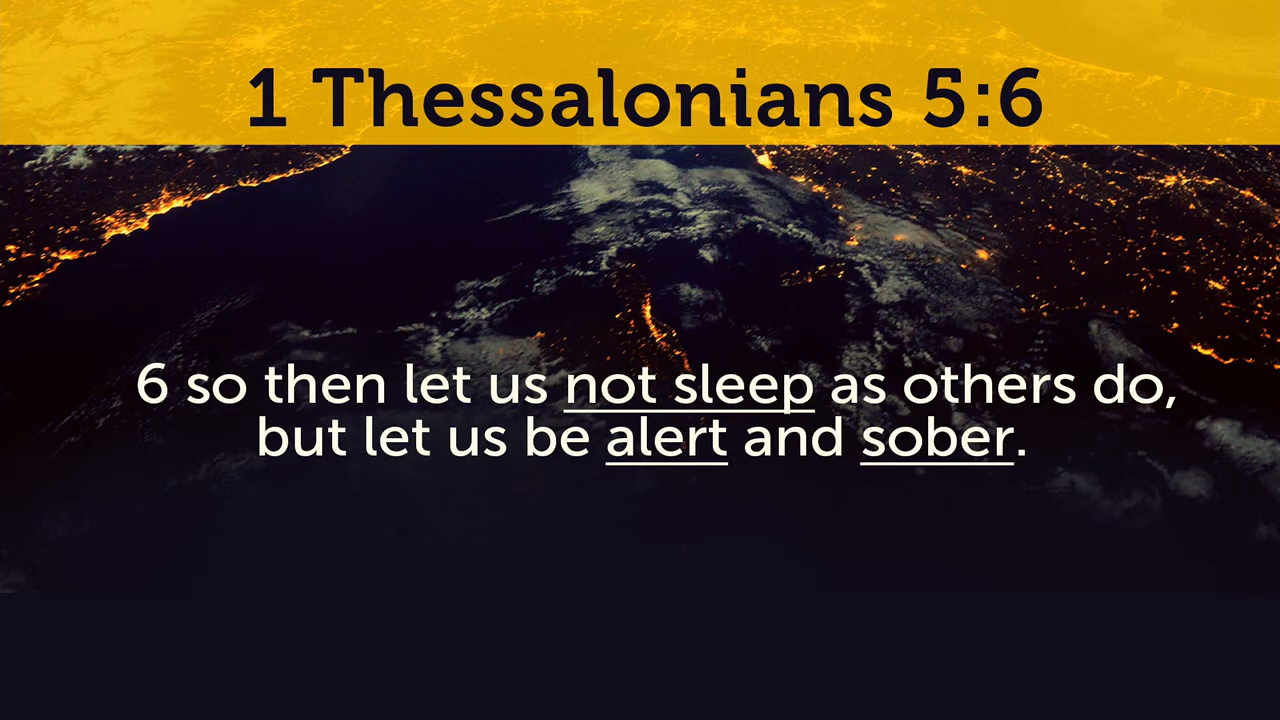 1 Thessalonians 5:6
6 so then let us not sleep as others do,
but let us be alert and sober.